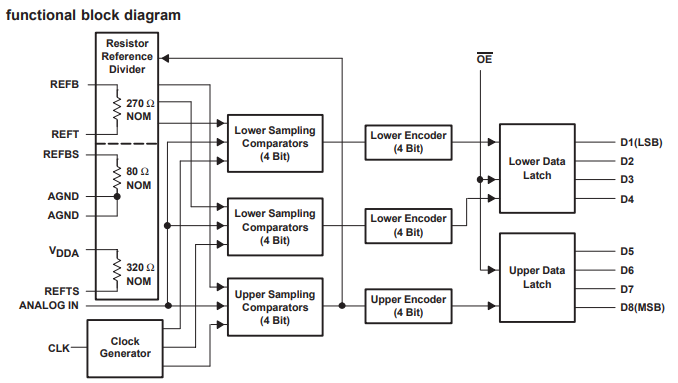 functional block diagram
Resistor
Reference
Divider
OE
REFB
270 Ω
NOM
REFT
REFBS
80 Ω
NOM
AGND
AGND
VDDA
320 Ω
NOM
REFTS
ANALOG IN
CLK
Clock
Generator
Lower Sampling
Comparators
(4 Bit)
Lower Encoder
(4 Bit)
Lower Data
Latch
D1(LSB)
D2
D3
D4
Lower Sampling
Comparators
(4 Bit)
Lower Encoder
(4 Bit)
Upper Sampling
Comparators
(4 Bit)
Upper Encoder
(4 Bit)
Upper Data
Latch
D5
D6
D7
D8(MSB)